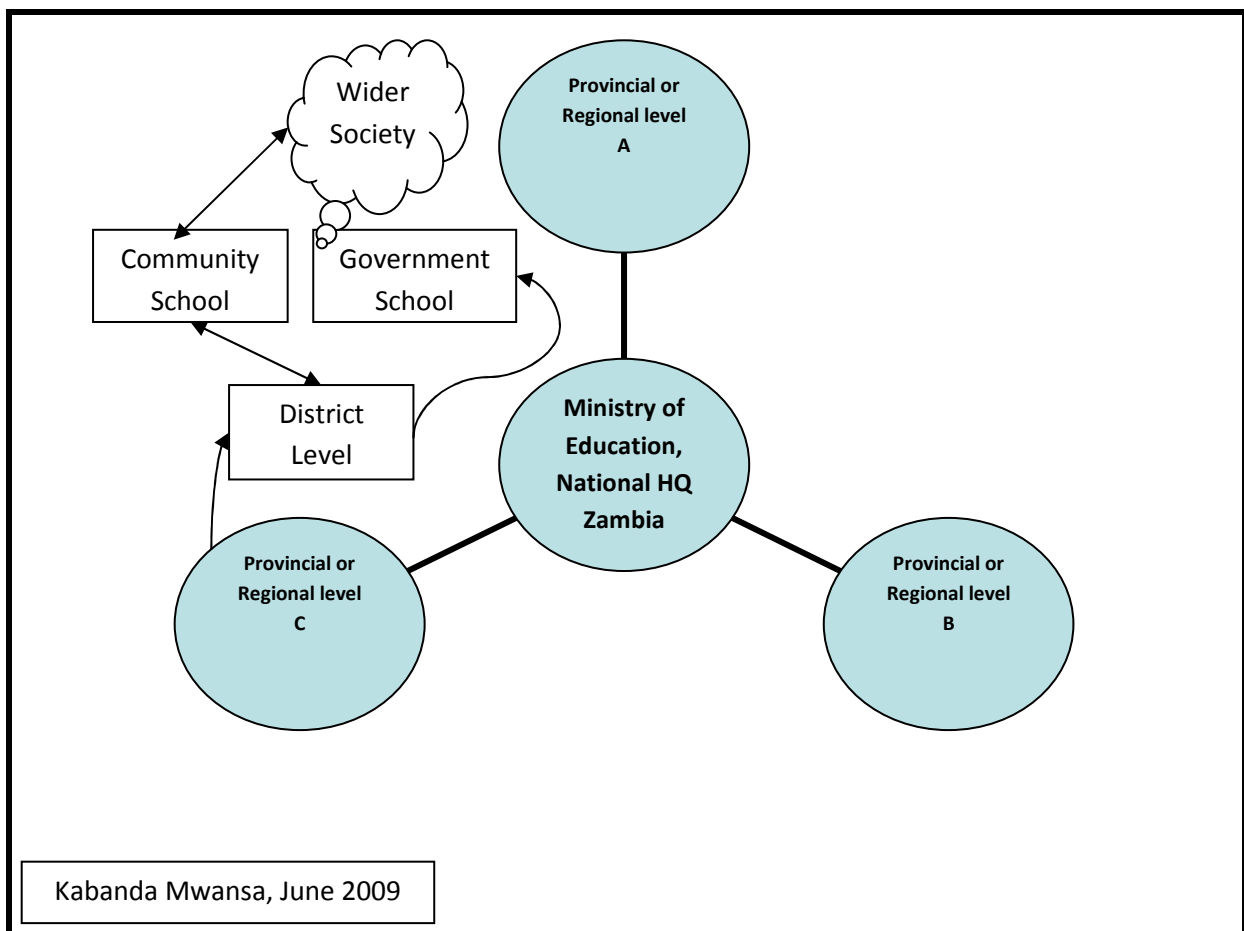 Wider
Society
Provincial or
Regional level
A
Community
School
Government
School
District
Level
Ministry of
Education,
National HQ
Zambia
Provincial or
Regional level
C
Provincial or
Regional level
B
Kabanda Mwansa, June 2009